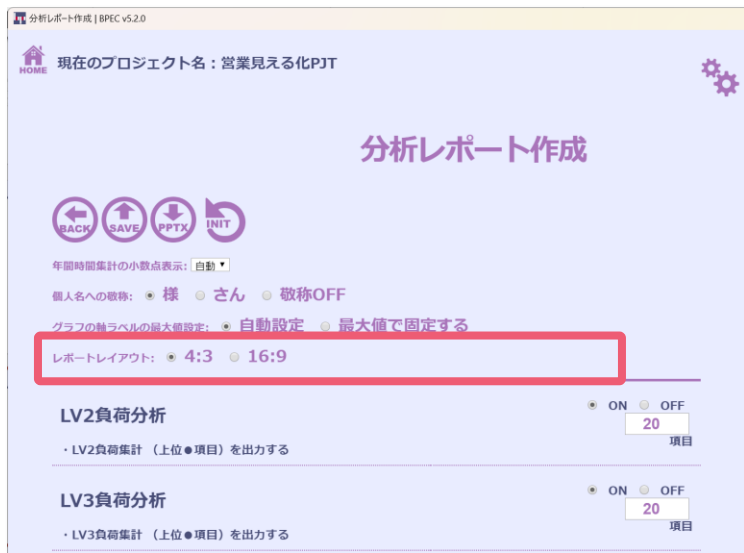 分析レポート作成 | BPEC v5.2.0
HOME
現在のプロジェクト名：営業見える化PJT
分析レポート作成
BACK SAVE PPTX INIT
年間時間集計の小数点表示: 自動
個人名への敬称: 様 さん 敬称OFF
グラフの軸ラベルの最大値設定: 自動設定 最大値で固定する
レポートレイアウト: 4:3 16:9
LV2負荷分析 ON OFF
20
項目
・LV2負荷集計 （上位●項目）を出力する
LV3負荷分析 ON OFF
20
項目
・LV3負荷集計 （上位●項目）を出力する